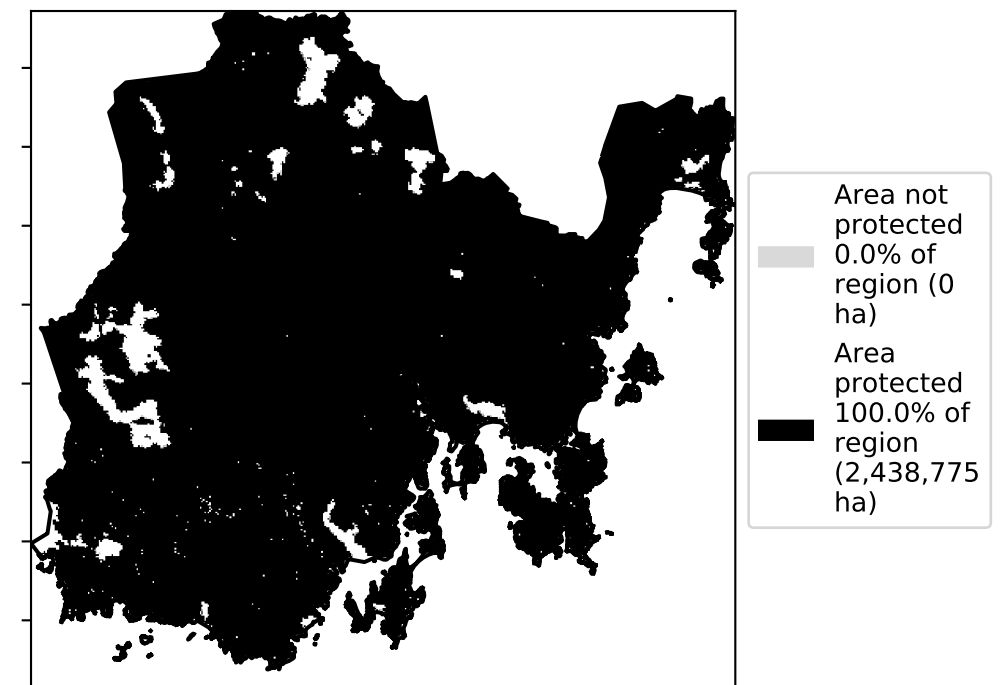 Area not
protected
0.0% of
region (0
ha)
Area
protected
100.0% of
region
(2,438,775
ha)